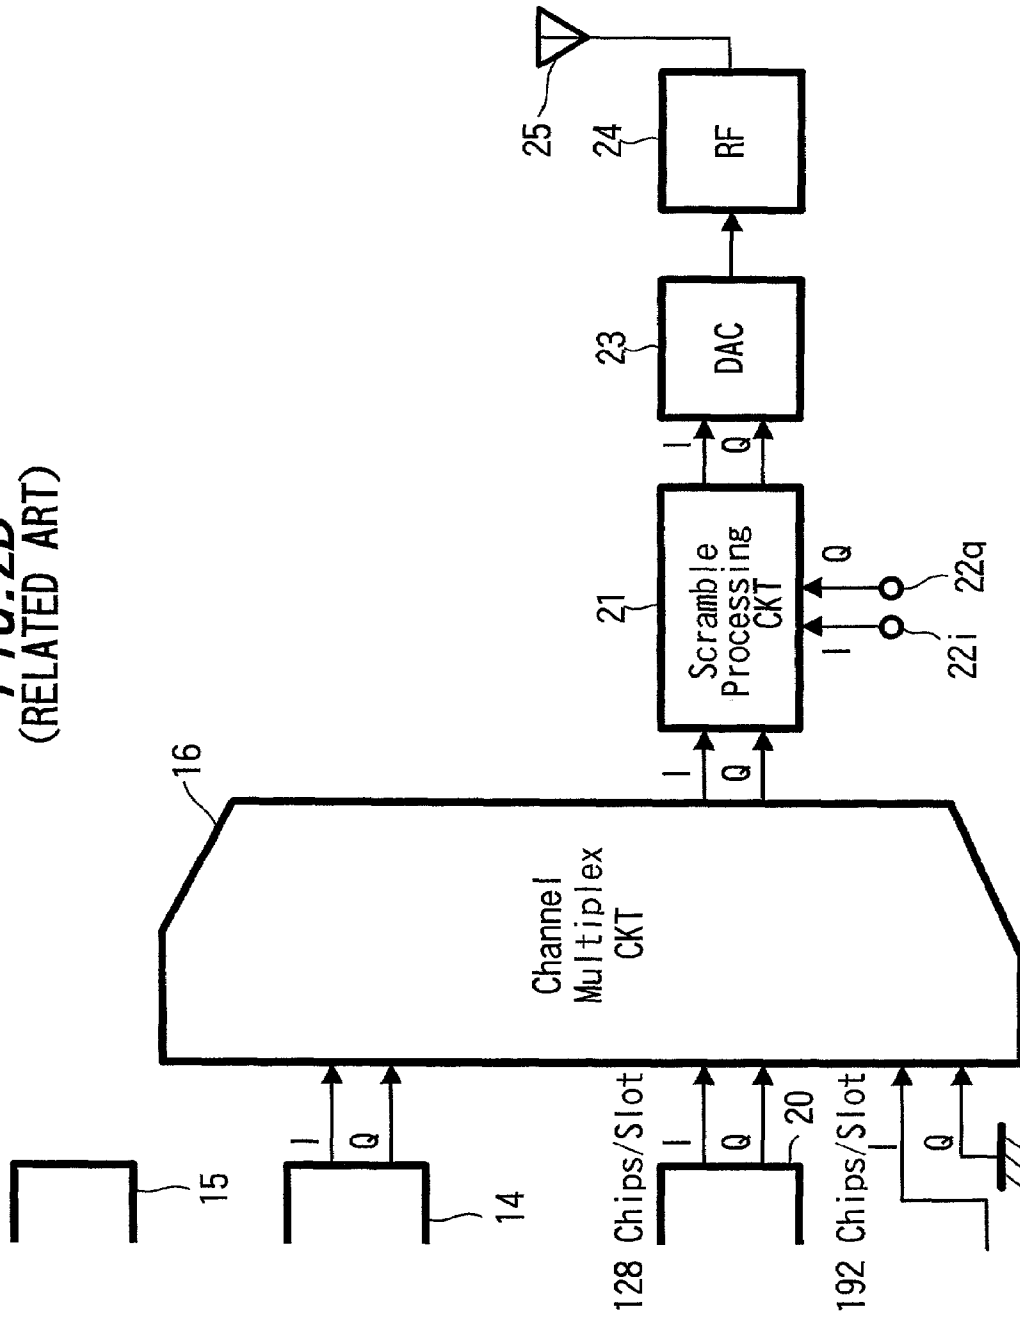 (RELATED ART)
15
14
I
Q
16
Channel
Multiplex
CKT
128 Chips/Slot
I
Q
20
192 Chips/Slot
I
Q
I
Q
21
Scramble
Processing
CKT
I
Q
22i
22q
I
Q
23
DAC
24
RF
25